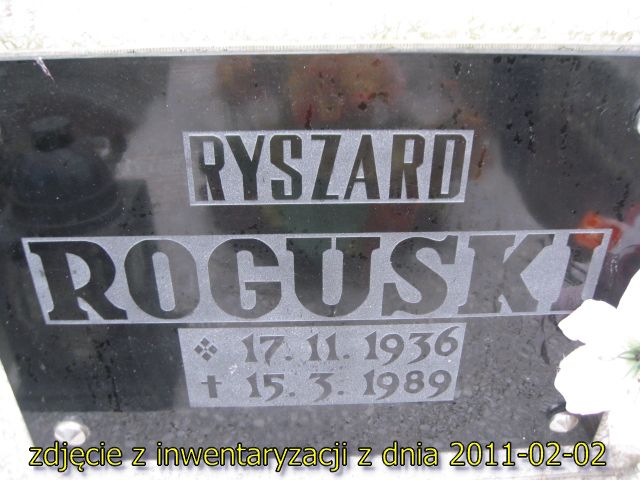 RYSZARD
ROGUSKI
❖ 17. 11. 1936
† 15. 3. 1989
zdjęcie z inwentaryzacji z dnia 2011-02-02